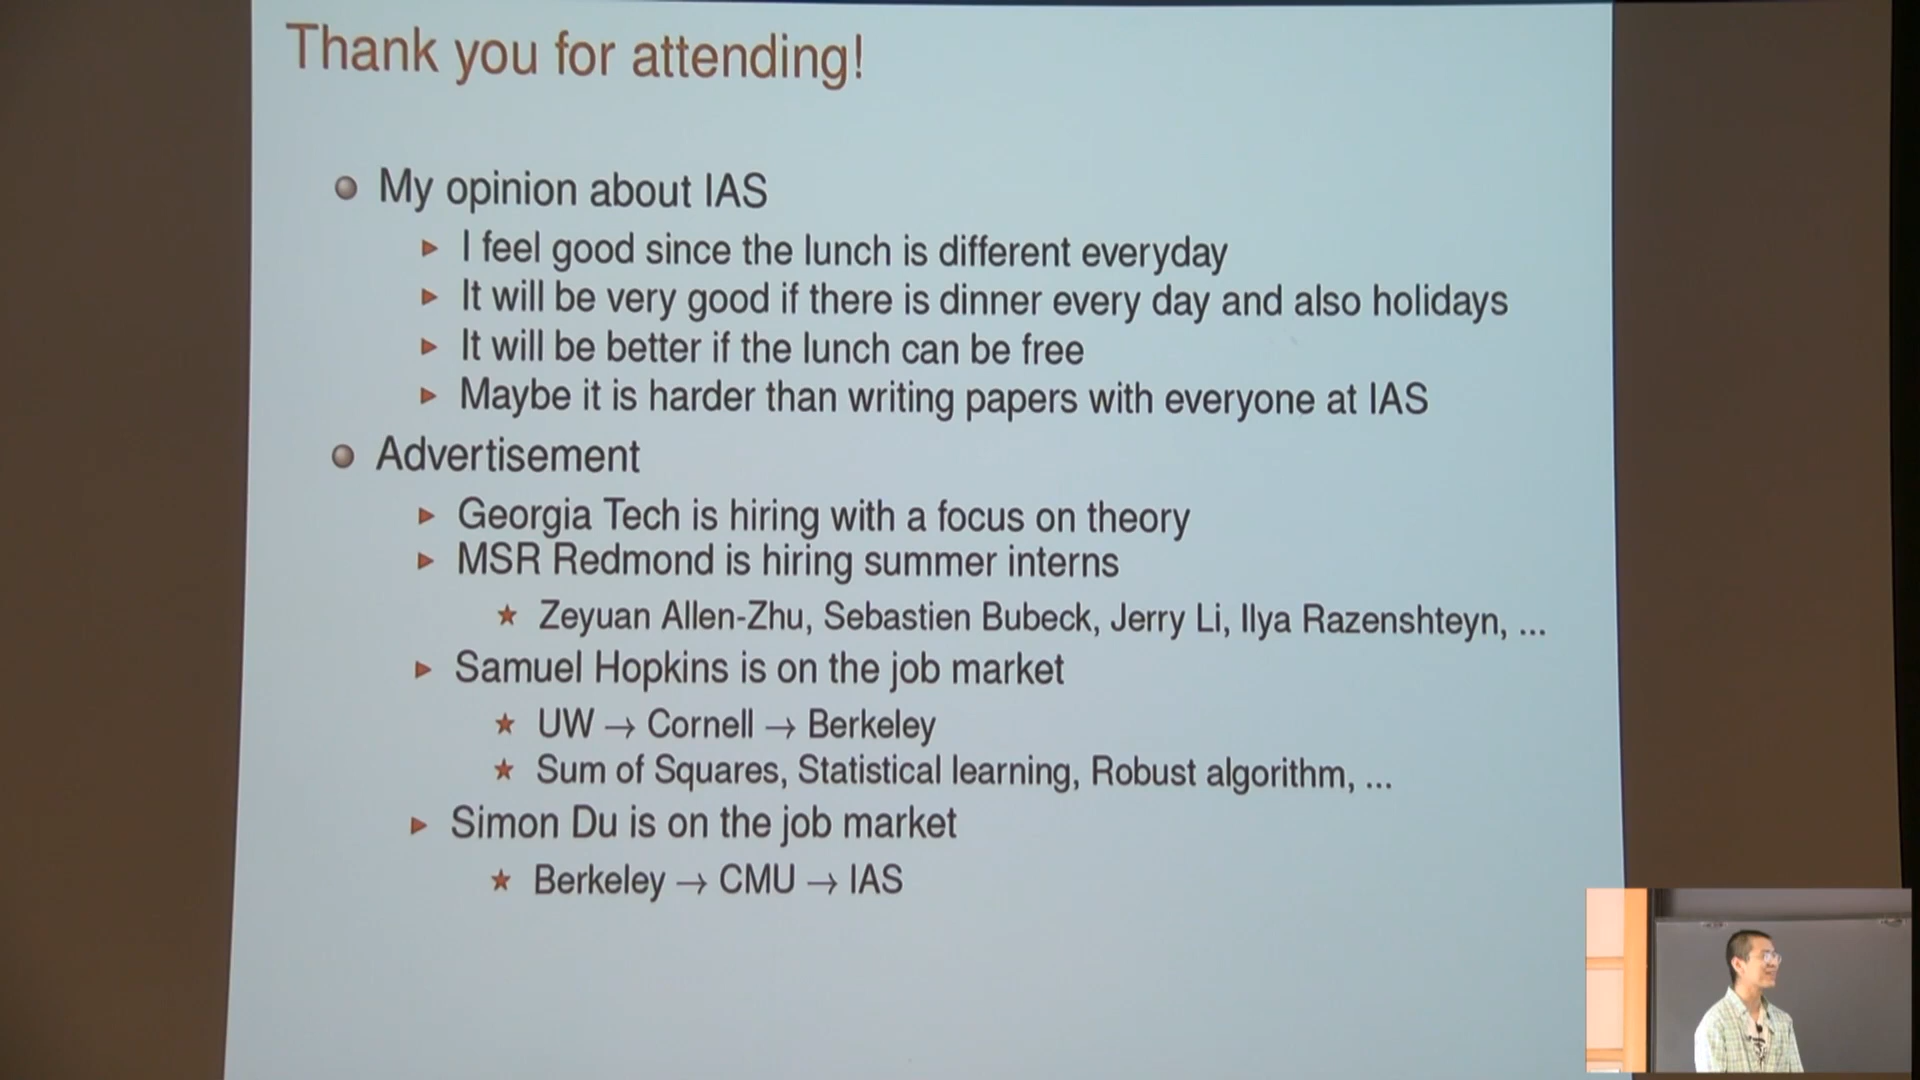 Thank you for attending!
My opinion about IAS
I feel good since the lunch is different everyday
It will be very good if there is dinner every day and also holidays
It will be better if the lunch can be free
Maybe it is harder than writing papers with everyone at IAS
Advertisement
Georgia Tech is hiring with a focus on theory
MSR Redmond is hiring summer interns
Zeyuan Allen-Zhu, Sebastien Bubeck, Jerry Li, Ilya Razenshteyn, ...
Samuel Hopkins is on the job market
UW → Cornell → Berkeley
Sum of Squares, Statistical learning, Robust algorithm, ...
Simon Du is on the job market
Berkeley → CMU → IAS